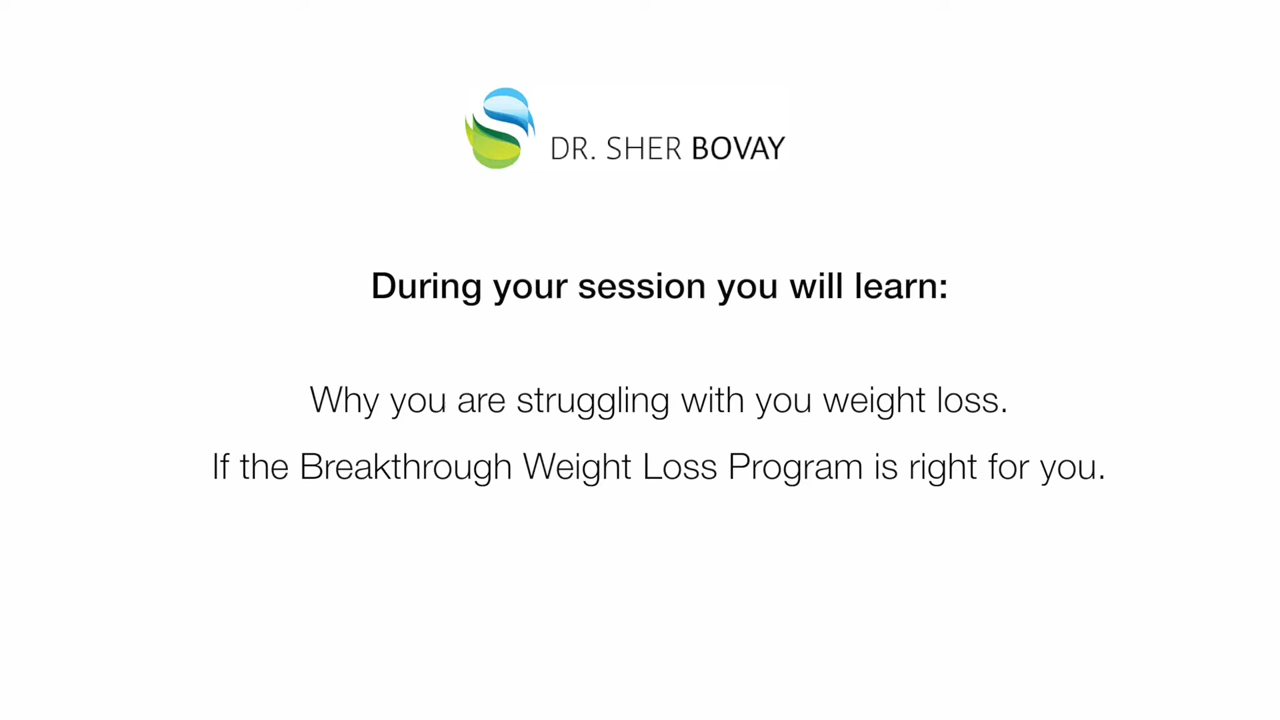 DR. SHER BOVAY
During your session you will learn:
Why you are struggling with you weight loss.
If the Breakthrough Weight Loss Program is right for you.